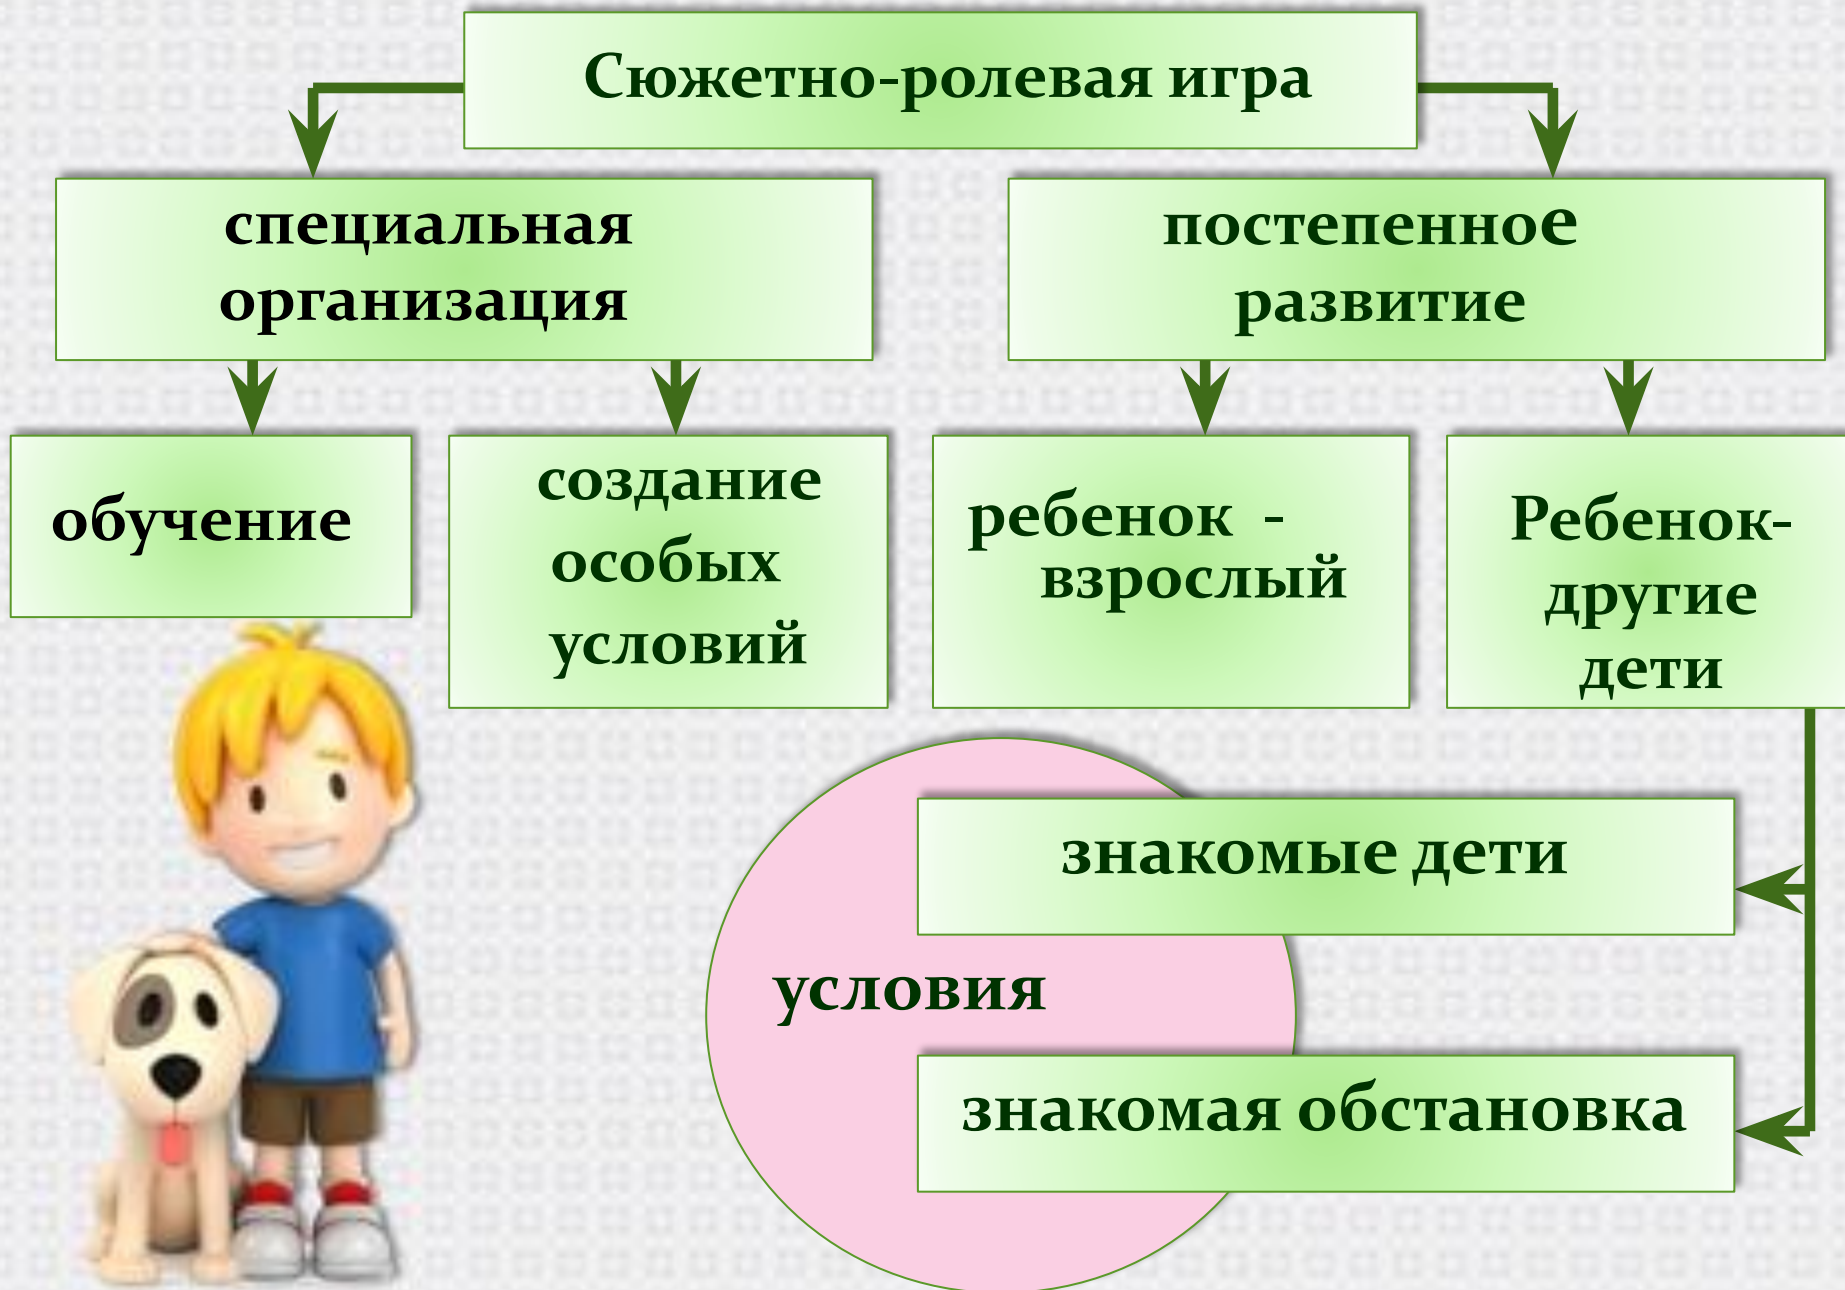 Сюжетно-ролевая игра
специальная
организация
постепенное
развитие
обучение
создание
особых
условий
ребенок -
взрослый
Ребенок-
другие
дети
знакомые дети
условия
знакомая обстановка